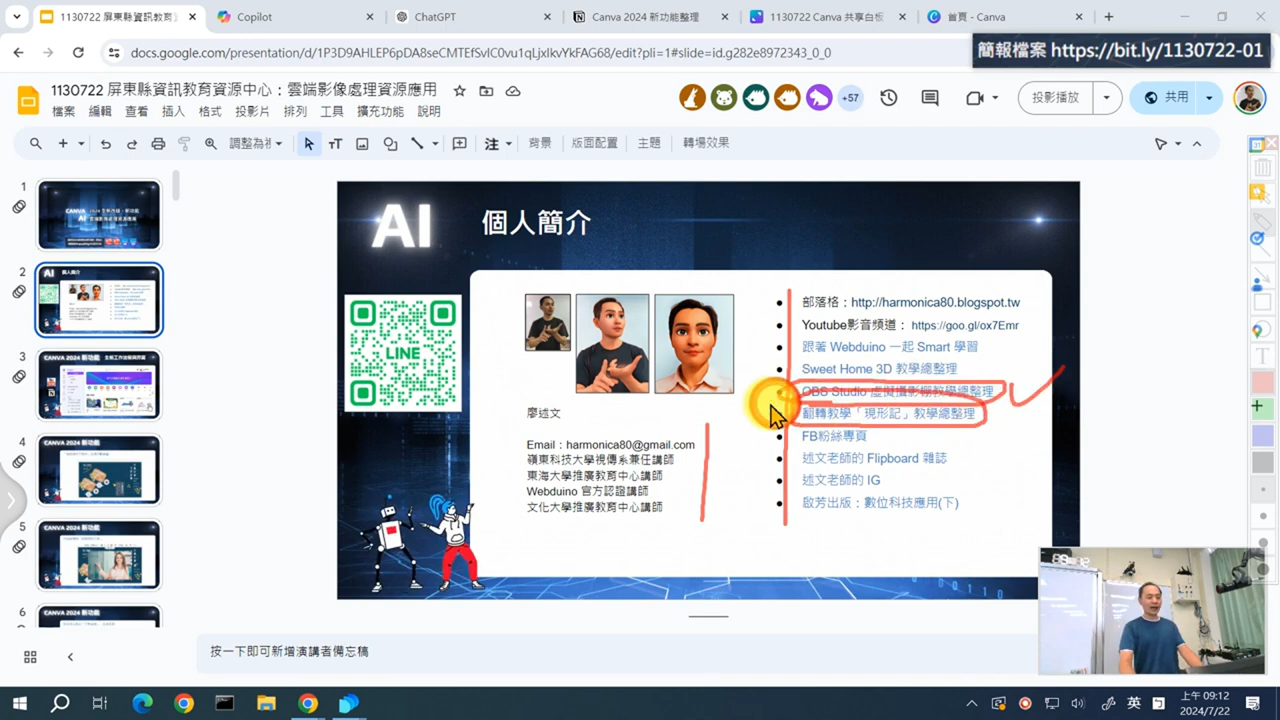 1130722 屏東縣資訊教育資
Copilot
ChatGPT
Canva 2024 新功能整理
1130722 Canva 共享白板
首頁 - Canva
docs.google.com/presentation/d/1P3D9AHLEP6pDA8seCMTEfSvIC0vu1qLjxIkvYkFAG68/edit?pli=1#slide=id.g282e8972343_0_0
簡報檔案 https://bit.ly/1130722-01
1130722 屏東縣資訊教育資源中心：雲端影像處理資源應用
+57
投影播放
共用
檔案 編輯 查看 插入 格式 投影片 排列 工具 擴充功能 說明
調整為
注
背景
版面配置
主題
轉場效果
1
2
3
4
5
6
AI
個人簡介
LINE
廖述文
Email：harmonica80@gmail.com
嶺東科技大學視傳系兼任講師
東海大學推廣教育中心講師
Webduino 官方認證講師
文化大學推廣教育中心講師
部落格：http://harmonica80.blogspot.tw
Youtube影音頻道： https://goo.gl/ox7Emr
跟著 Webduino 一起 Smart 學習
Sweet Home 3D 教學總整理
OBS Studio 虛擬攝影棚教學總整理
翻轉教學「現形記」教學總整理
FB粉絲專頁
述文老師的 Flipboard 雜誌
述文老師的 IG
啟芳出版：數位科技應用(下)
按一下即可新增演講者備忘稿
英
上午 09:12
2024/7/22